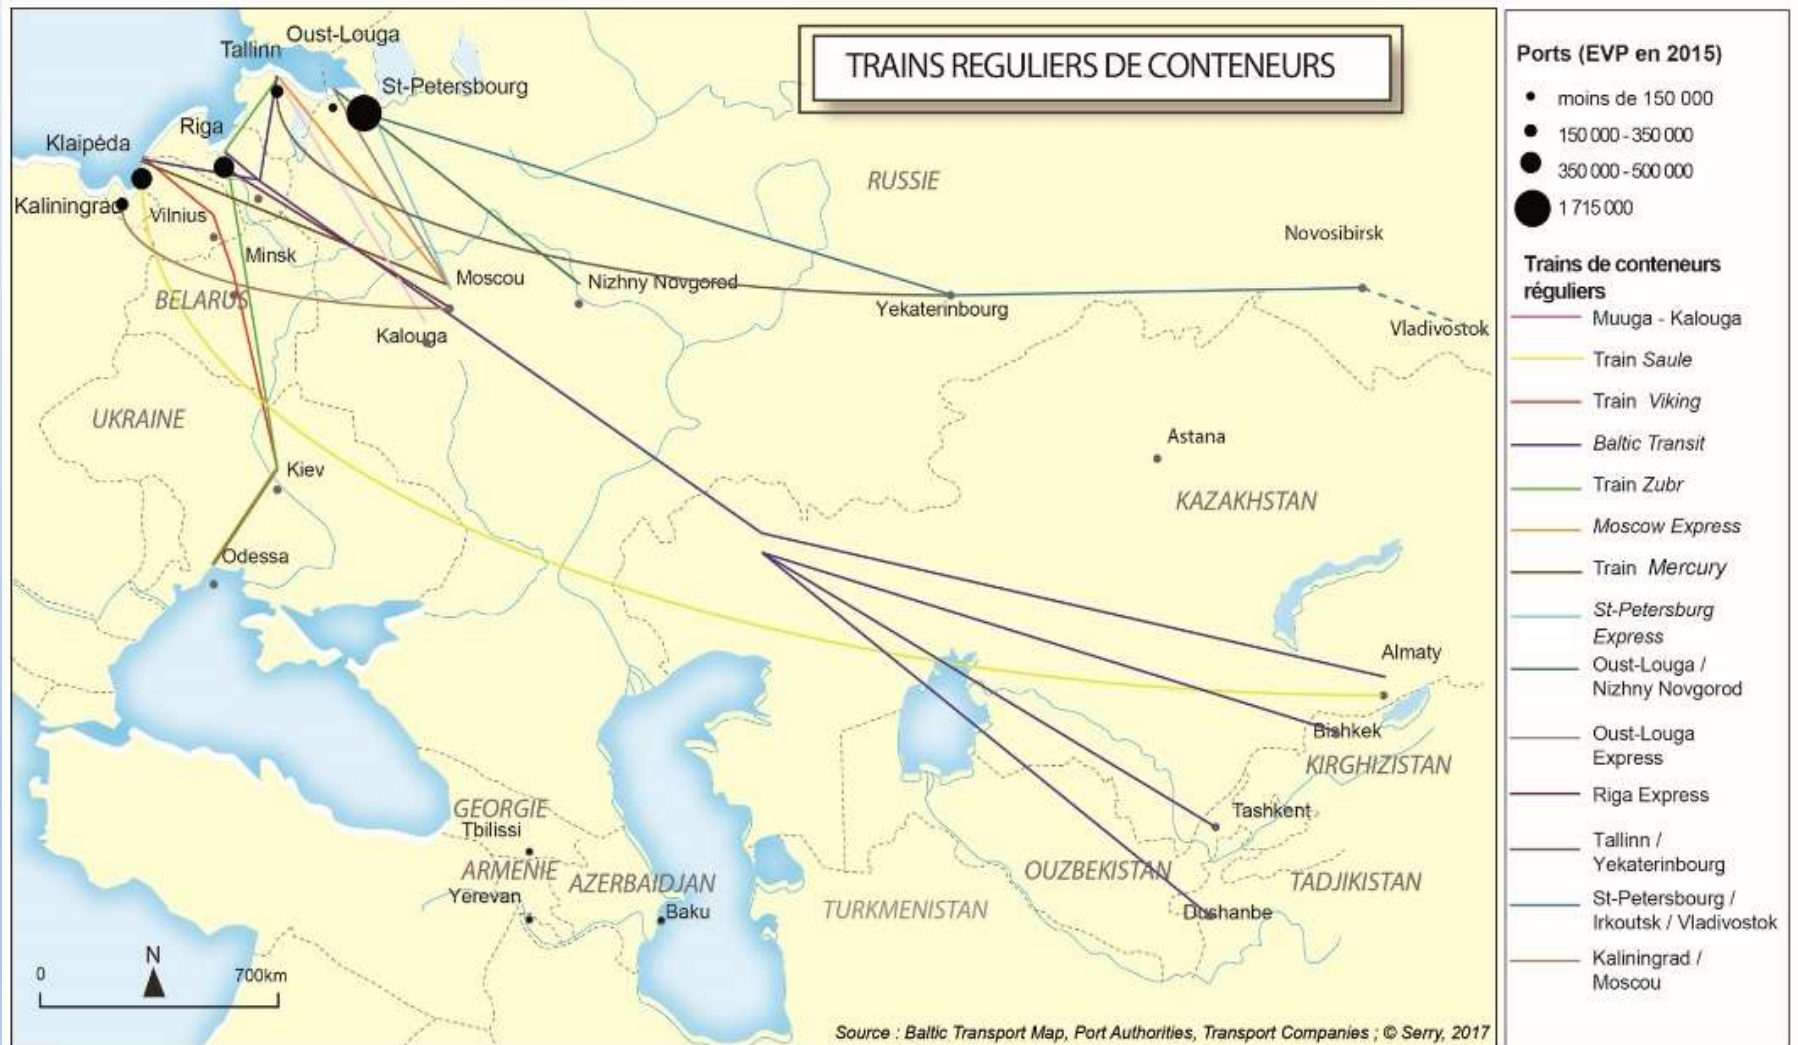 TRAINS REGULIERS DE CONTENEURS
Oust-Louga
Tallinn
St-Petersbourg
Riga
Klaipėda
Kaliningrad
Vilnius
Minsk
BELARUS
RUSSIE
Moscou
Nizhny Novgorod
Kalouga
Yekaterinbourg
Novosibirsk
Vladivostok
UKRAINE
Kiev
Odessa
Astana
KAZAKHSTAN
Almaty
Bishkek
KIRGHIZISTAN
Tashkent
OUZBEKISTAN
TADJIKISTAN
Dushanbe
TURKMENISTAN
GEORGIE
Tbilissi
ARMENIE
AZERBAIDJAN
Yerevan
Baku
N
0 700km
Source : Baltic Transport Map, Port Authorities, Transport Companies ; © Serry, 2017
Ports (EVP en 2015)
moins de 150 000
150 000 - 350 000
350 000 - 500 000
1 715 000
Trains de conteneurs
réguliers
Muuga - Kalouga
Train Saule
Train Viking
Baltic Transit
Train Zubr
Moscow Express
Train Mercury
St-Petersburg
Express
Oust-Louga /
Nizhny Novgorod
Oust-Louga
Express
Riga Express
Tallinn /
Yekaterinbourg
St-Petersbourg /
Irkoutsk / Vladivostok
Kaliningrad /
Moscou